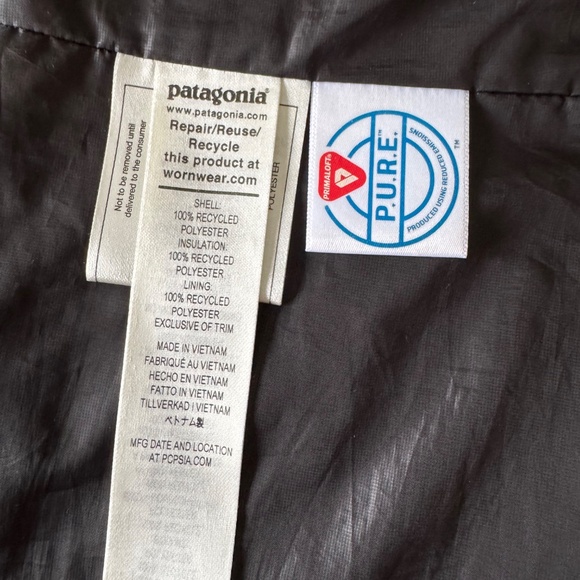 patagonia®
www.patagonia.com
Repair/Reuse/
Recycle
this product at
wornwear.com
SHELL:
100% RECYCLED
POLYESTER
INSULATION:
100% RECYCLED
POLYESTER
LINING:
100% RECYCLED
POLYESTER
EXCLUSIVE OF TRIM
MADE IN VIETNAM
FABRIQUÉ AU VIETNAM
HECHO EN VIETNAM
FATTO IN VIETNAM
TILLVERKAD I VIETNAM
ベトナム製
MFG DATE AND LOCATION
AT PCPSIA.COM
Not to be removed until
delivered to the consumer
POLYESTER
PRIMALOFT®
P.U.R.E.™
PRODUCED USING REDUCED EMISSIONS
™